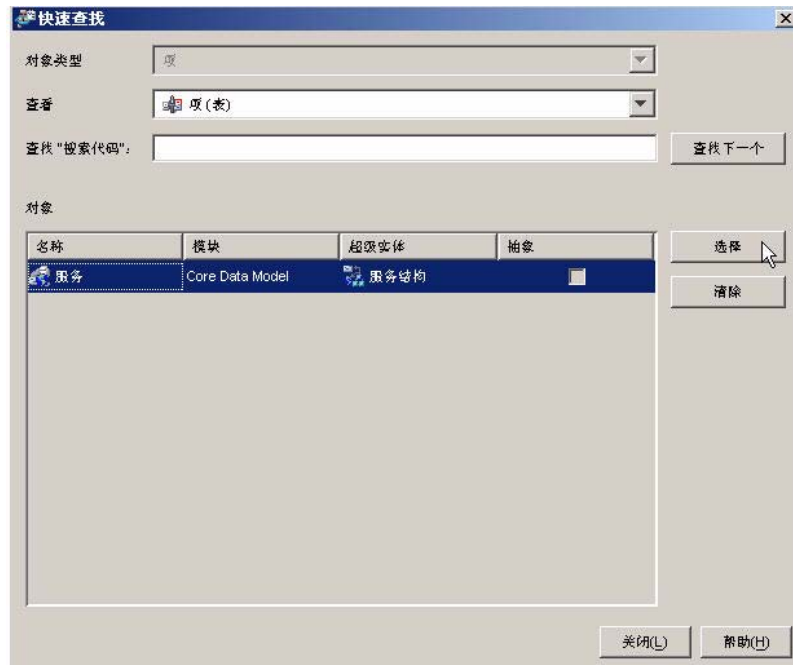 快速查找
对象类型 项
查看 项 (表)
查找 "搜索代码": 查找下一个
对象
名称 模块 超级实体 抽象 选择
服务 Core Data Model 服务结构
清除
关闭(L) 帮助(H)